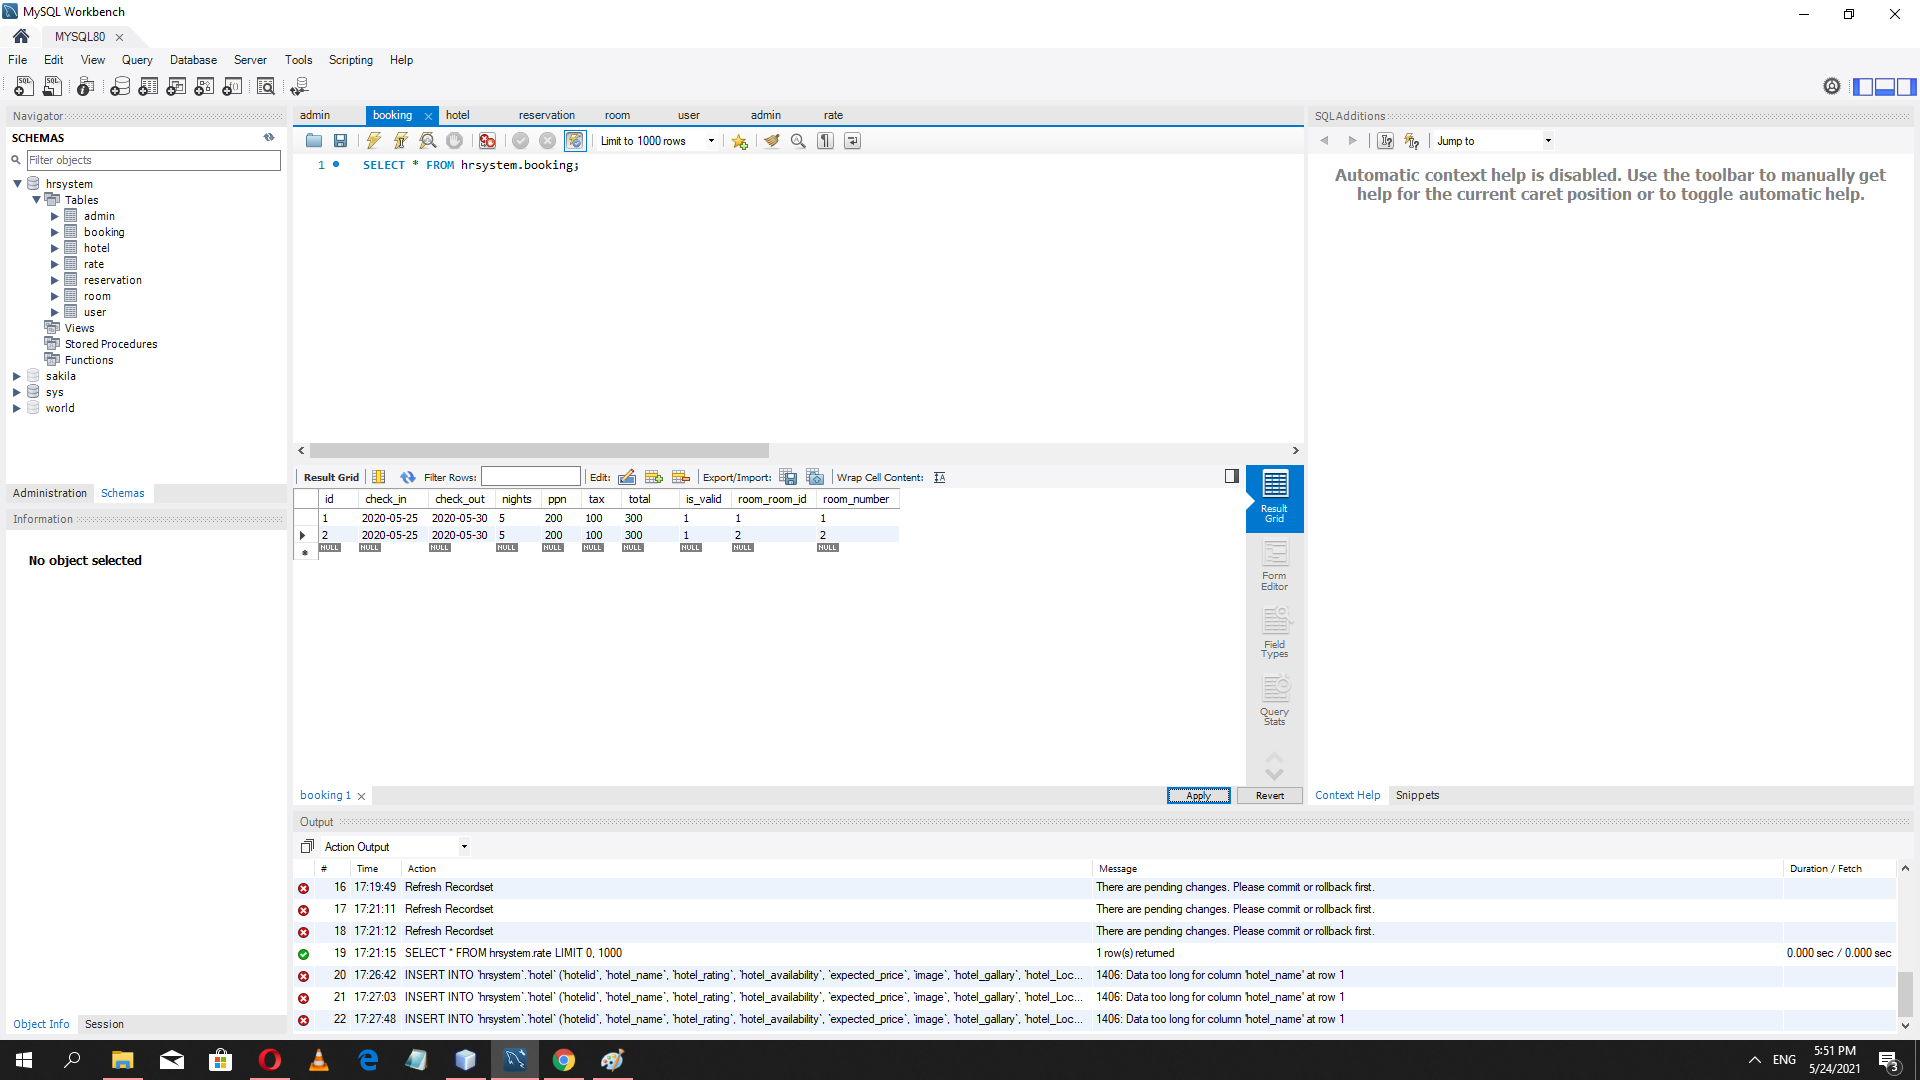 MySQL Workbench
MYSQL80
File Edit View Query Database Server Tools Scripting Help
Navigator
SCHEMAS
Filter objects
hrsystem
Tables
admin
booking
hotel
rate
reservation
room
user
Views
Stored Procedures
Functions
sakila
sys
world
Administration Schemas
Information
No object selected
Object Info Session
admin booking hotel reservation room user admin rate
Limit to 1000 rows
1 SELECT * FROM hrsystem.booking;
Result Grid Filter Rows: Edit: Export/Import: Wrap Cell Content:
id check_in check_out nights ppn tax total is_valid room_room_id room_number
1 2020-05-25 2020-05-30 5 200 100 300 1 1 1
2 2020-05-25 2020-05-30 5 200 100 300 1 2 2
NULL NULL NULL NULL NULL NULL NULL NULL NULL NULL
Result
Grid
Form
Editor
Field
Types
Query
Stats
booking 1 Apply Revert
SQLAdditions
Jump to
Automatic context help is disabled. Use the toolbar to manually get
help for the current caret position or to toggle automatic help.
Context Help Snippets
Output
Action Output
# Time Action Message Duration / Fetch
16 17:19:49 Refresh Recordset There are pending changes. Please commit or rollback first.
17 17:21:11 Refresh Recordset There are pending changes. Please commit or rollback first.
18 17:21:12 Refresh Recordset There are pending changes. Please commit or rollback first.
19 17:21:15 SELECT * FROM hrsystem.rate LIMIT 0, 1000 1 row(s) returned 0.000 sec / 0.000 sec
20 17:26:42 INSERT INTO `hrsystem`.`hotel` (`hotelid`, `hotel_name`, `hotel_rating`, `hotel_availability`, `expected_price`, `image`, `hotel_gallary`, `hotel_Loc... 1406: Data too long for column 'hotel_name' at row 1
21 17:27:03 INSERT INTO `hrsystem`.`hotel` (`hotelid`, `hotel_name`, `hotel_rating`, `hotel_availability`, `expected_price`, `image`, `hotel_gallary`, `hotel_Loc... 1406: Data too long for column 'hotel_name' at row 1
22 17:27:48 INSERT INTO `hrsystem`.`hotel` (`hotelid`, `hotel_name`, `hotel_rating`, `hotel_availability`, `expected_price`, `image`, `hotel_gallary`, `hotel_Loc... 1406: Data too long for column 'hotel_name' at row 1
ENG
5:51 PM
5/24/2021
3